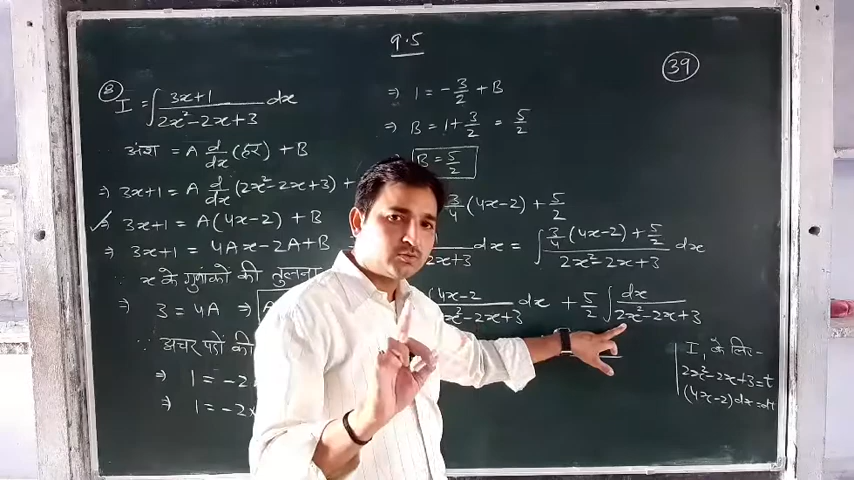 9.5
39
8 I = ∫ 3x+1 / 2x²-2x+3 dx
अंश = A d/dx (हर) + B
⇒ 3x+1 = A d/dx (2x²-2x+3) +
⇒ 3x+1 = A(4x-2) + B
⇒ 3x+1 = 4Ax-2A+B
∵ x के गुणांकों की तुलना
⇒ 3 = 4A ⇒
∵ अचर पदों की
⇒ 1 = -2
⇒ 1 = -2×
⇒ 1 = -3/2 + B
⇒ B = 1+3/2 = 5/2
B = 5/2
3/4 (4x-2) + 5/2
2x+3 dx = ∫ 3/4 (4x-2) + 5/2 / 2x²-2x+3 dx
4x-2 / x²-2x+3 dx + 5/2 ∫ dx / 2x²-2x+3
I₁ के लिए-
2x²-2x+3=t
(4x-2)dx=dt